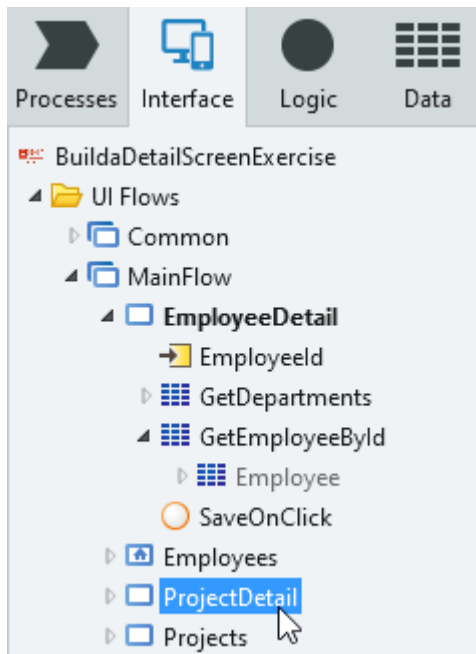 Processes Interface Logic Data
BuildaDetailScreenExercise
UI Flows
Common
MainFlow
EmployeeDetail
EmployeeId
GetDepartments
GetEmployeeById
Employee
SaveOnClick
Employees
ProjectDetail
Projects